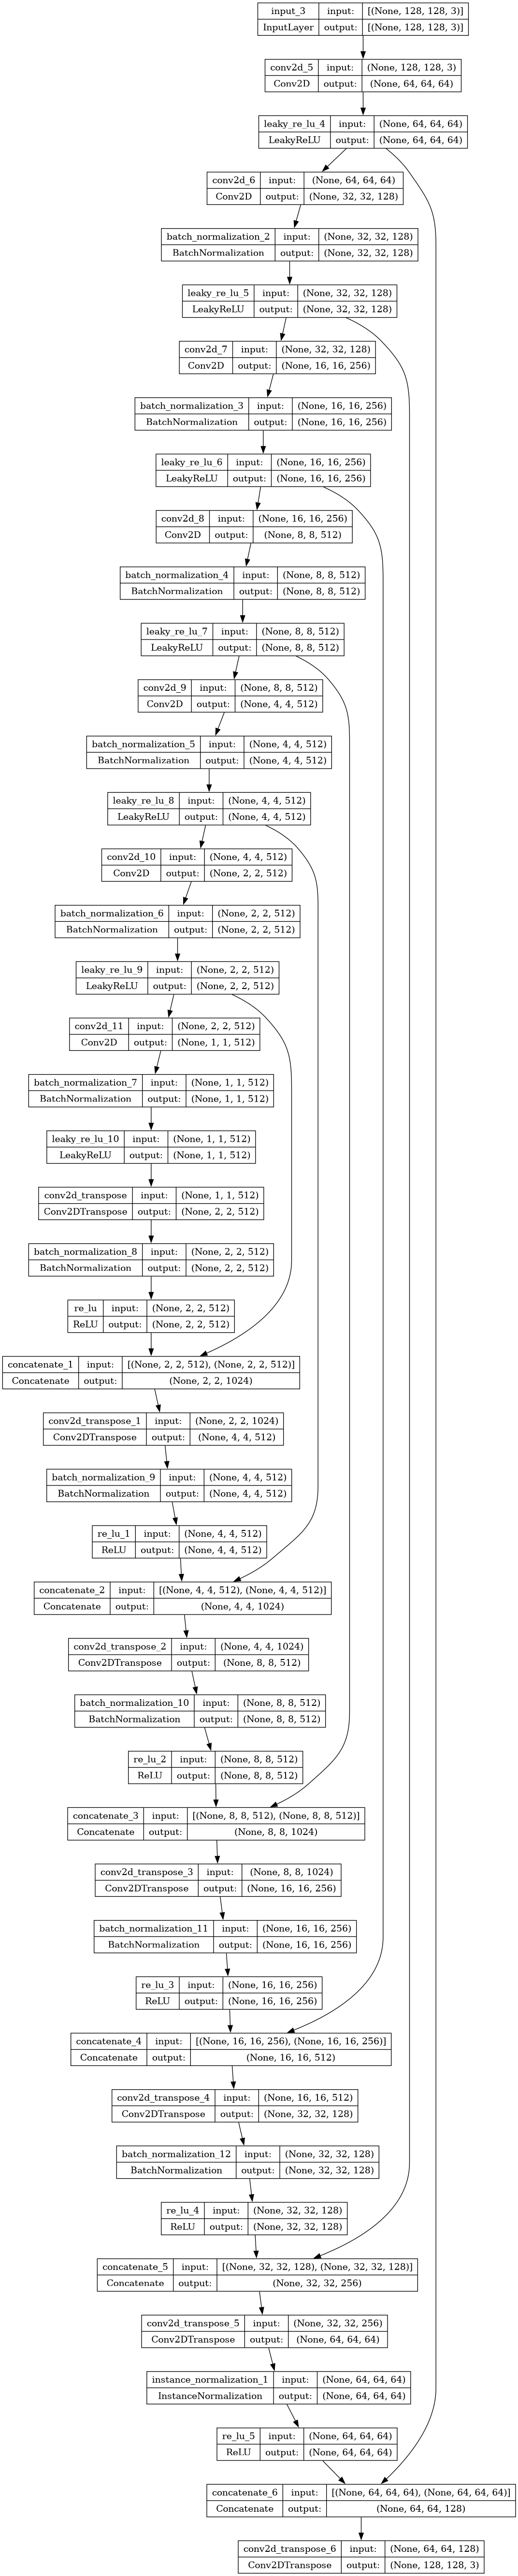 input_3 input: [(None, 128, 128, 3)]
InputLayer output: [(None, 128, 128, 3)]
conv2d_5 input: (None, 128, 128, 3)
Conv2D output: (None, 64, 64, 64)
leaky_re_lu_4 input: (None, 64, 64, 64)
LeakyReLU output: (None, 64, 64, 64)
conv2d_6 input: (None, 64, 64, 64)
Conv2D output: (None, 32, 32, 128)
batch_normalization_2 input: (None, 32, 32, 128)
BatchNormalization output: (None, 32, 32, 128)
leaky_re_lu_5 input: (None, 32, 32, 128)
LeakyReLU output: (None, 32, 32, 128)
conv2d_7 input: (None, 32, 32, 128)
Conv2D output: (None, 16, 16, 256)
batch_normalization_3 input: (None, 16, 16, 256)
BatchNormalization output: (None, 16, 16, 256)
leaky_re_lu_6 input: (None, 16, 16, 256)
LeakyReLU output: (None, 16, 16, 256)
conv2d_8 input: (None, 16, 16, 256)
Conv2D output: (None, 8, 8, 512)
batch_normalization_4 input: (None, 8, 8, 512)
BatchNormalization output: (None, 8, 8, 512)
leaky_re_lu_7 input: (None, 8, 8, 512)
LeakyReLU output: (None, 8, 8, 512)
conv2d_9 input: (None, 8, 8, 512)
Conv2D output: (None, 4, 4, 512)
batch_normalization_5 input: (None, 4, 4, 512)
BatchNormalization output: (None, 4, 4, 512)
leaky_re_lu_8 input: (None, 4, 4, 512)
LeakyReLU output: (None, 4, 4, 512)
conv2d_10 input: (None, 4, 4, 512)
Conv2D output: (None, 2, 2, 512)
batch_normalization_6 input: (None, 2, 2, 512)
BatchNormalization output: (None, 2, 2, 512)
leaky_re_lu_9 input: (None, 2, 2, 512)
LeakyReLU output: (None, 2, 2, 512)
conv2d_11 input: (None, 2, 2, 512)
Conv2D output: (None, 1, 1, 512)
batch_normalization_7 input: (None, 1, 1, 512)
BatchNormalization output: (None, 1, 1, 512)
leaky_re_lu_10 input: (None, 1, 1, 512)
LeakyReLU output: (None, 1, 1, 512)
conv2d_transpose input: (None, 1, 1, 512)
Conv2DTranspose output: (None, 2, 2, 512)
batch_normalization_8 input: (None, 2, 2, 512)
BatchNormalization output: (None, 2, 2, 512)
re_lu input: (None, 2, 2, 512)
ReLU output: (None, 2, 2, 512)
concatenate_1 input: [(None, 2, 2, 512), (None, 2, 2, 512)]
Concatenate output: (None, 2, 2, 1024)
conv2d_transpose_1 input: (None, 2, 2, 1024)
Conv2DTranspose output: (None, 4, 4, 512)
batch_normalization_9 input: (None, 4, 4, 512)
BatchNormalization output: (None, 4, 4, 512)
re_lu_1 input: (None, 4, 4, 512)
ReLU output: (None, 4, 4, 512)
concatenate_2 input: [(None, 4, 4, 512), (None, 4, 4, 512)]
Concatenate output: (None, 4, 4, 1024)
conv2d_transpose_2 input: (None, 4, 4, 1024)
Conv2DTranspose output: (None, 8, 8, 512)
batch_normalization_10 input: (None, 8, 8, 512)
BatchNormalization output: (None, 8, 8, 512)
re_lu_2 input: (None, 8, 8, 512)
ReLU output: (None, 8, 8, 512)
concatenate_3 input: [(None, 8, 8, 512), (None, 8, 8, 512)]
Concatenate output: (None, 8, 8, 1024)
conv2d_transpose_3 input: (None, 8, 8, 1024)
Conv2DTranspose output: (None, 16, 16, 256)
batch_normalization_11 input: (None, 16, 16, 256)
BatchNormalization output: (None, 16, 16, 256)
re_lu_3 input: (None, 16, 16, 256)
ReLU output: (None, 16, 16, 256)
concatenate_4 input: [(None, 16, 16, 256), (None, 16, 16, 256)]
Concatenate output: (None, 16, 16, 512)
conv2d_transpose_4 input: (None, 16, 16, 512)
Conv2DTranspose output: (None, 32, 32, 128)
batch_normalization_12 input: (None, 32, 32, 128)
BatchNormalization output: (None, 32, 32, 128)
re_lu_4 input: (None, 32, 32, 128)
ReLU output: (None, 32, 32, 128)
concatenate_5 input: [(None, 32, 32, 128), (None, 32, 32, 128)]
Concatenate output: (None, 32, 32, 256)
conv2d_transpose_5 input: (None, 32, 32, 256)
Conv2DTranspose output: (None, 64, 64, 64)
instance_normalization_1 input: (None, 64, 64, 64)
InstanceNormalization output: (None, 64, 64, 64)
re_lu_5 input: (None, 64, 64, 64)
ReLU output: (None, 64, 64, 64)
concatenate_6 input: [(None, 64, 64, 64), (None, 64, 64, 64)]
Concatenate output: (None, 64, 64, 128)
conv2d_transpose_6 input: (None, 64, 64, 128)
Conv2DTranspose output: (None, 128, 128, 3)